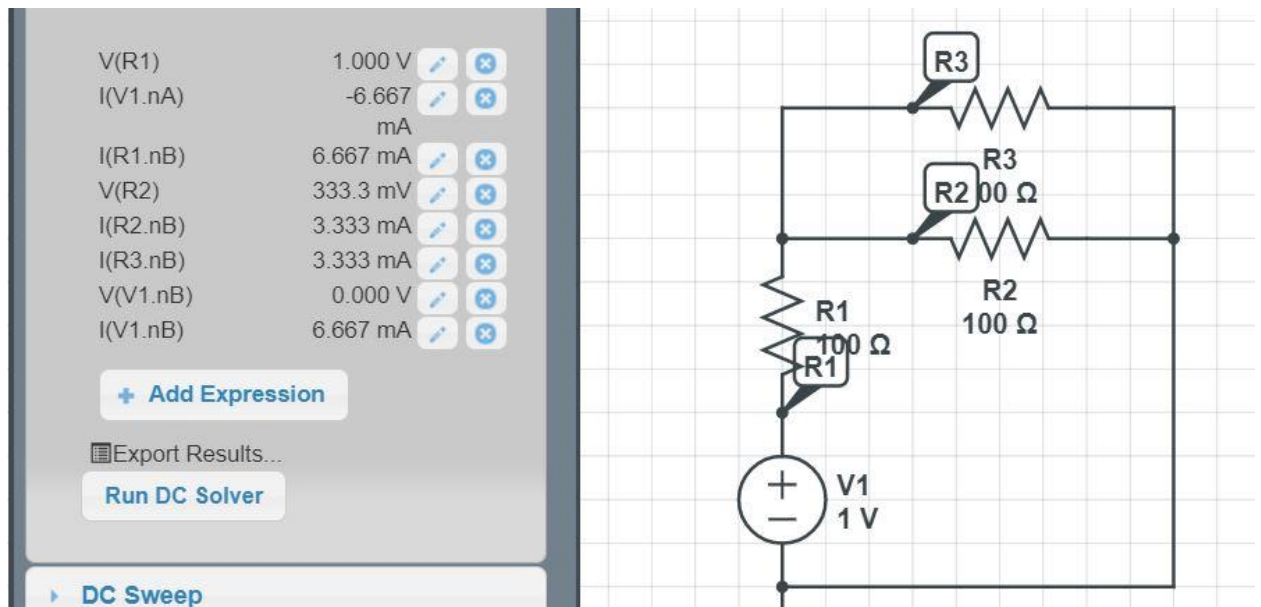 V(R1) 1.000 V
I(V1.nA) -6.667
mA
I(R1.nB) 6.667 mA
V(R2) 333.3 mV
I(R2.nB) 3.333 mA
I(R3.nB) 3.333 mA
V(V1.nB) 0.000 V
I(V1.nB) 6.667 mA
Add Expression
Export Results...
Run DC Solver
DC Sweep
R3
R3
00 Ω
R2
R2
100 Ω
R1
100 Ω
R1
V1
1 V